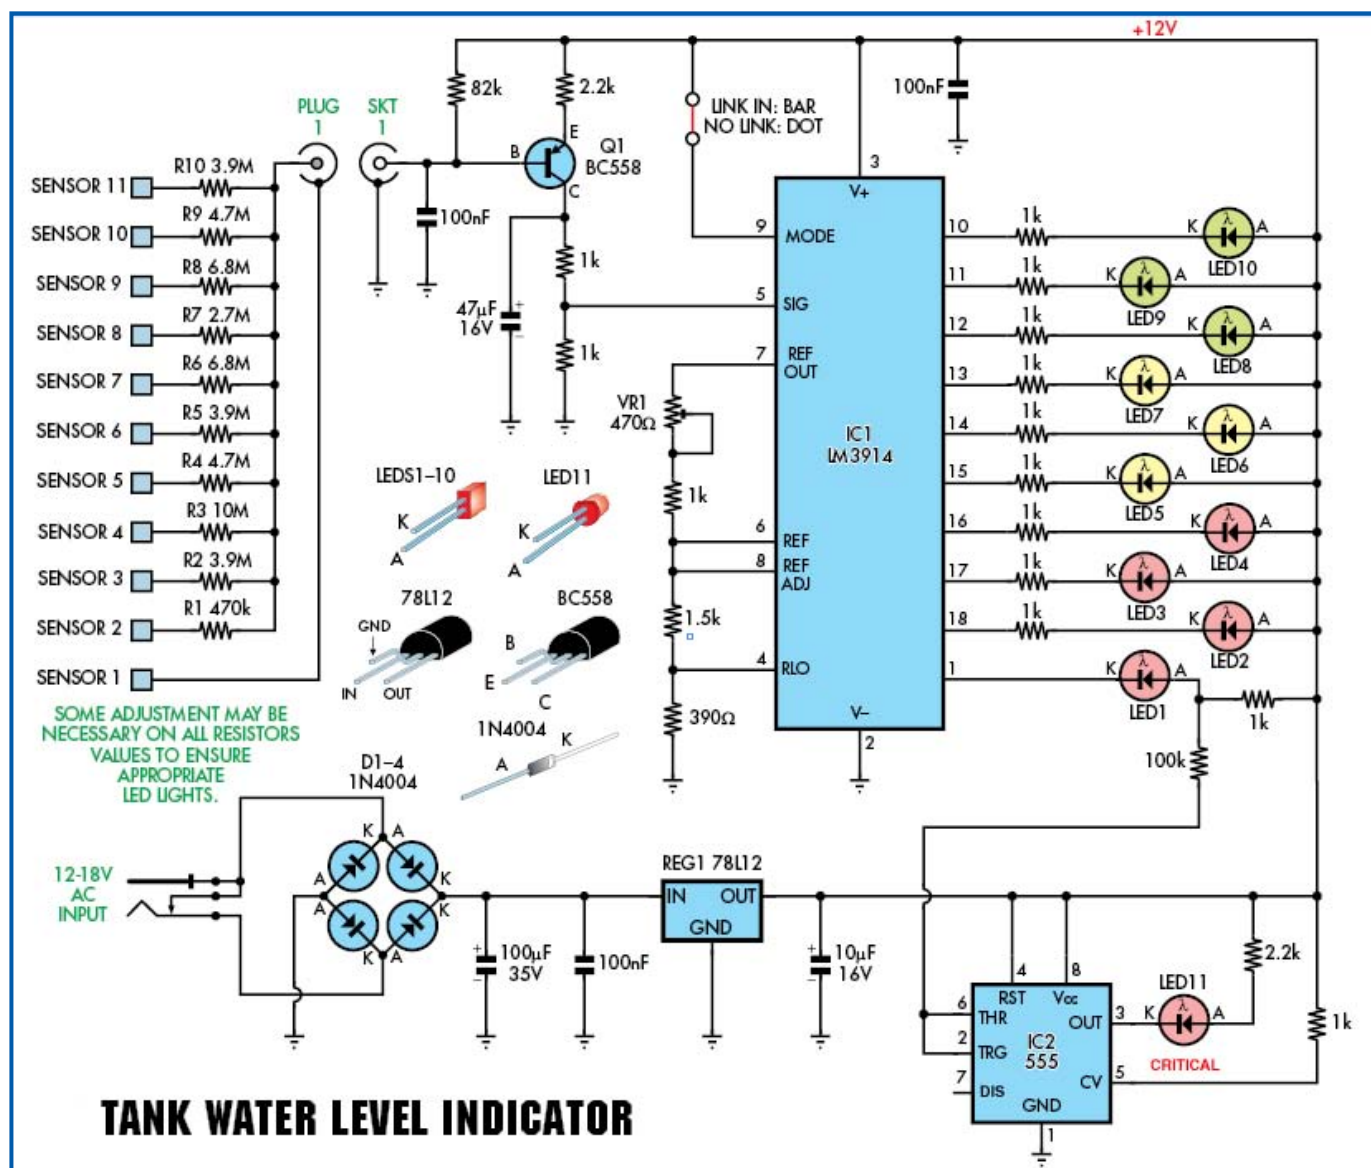 +12V
82k
2.2k
100nF
LINK IN: BAR
NO LINK: DOT
PLUG
1
SKT
1
E
B
C
Q1
BC558
3
V+
R10 3.9M
SENSOR 11
R9 4.7M
SENSOR 10
R8 6.8M
SENSOR 9
R7 2.7M
SENSOR 8
R6 6.8M
SENSOR 7
R5 3.9M
SENSOR 6
R4 4.7M
SENSOR 5
R3 10M
SENSOR 4
R2 3.9M
SENSOR 3
R1 470k
SENSOR 2
SENSOR 1
100nF
1k
+
47µF
16V
−
1k
9 MODE
5 SIG
7 REF
OUT
VR1
470Ω
1k
6 REF
8 REF
ADJ
1.5k
4 RLO
390Ω
IC1
LM3914
V−
2
10 1k K λ A
LED10
11 1k K λ A
LED9
12 1k K λ A
LED8
13 1k K λ A
LED7
14 1k K λ A
LED6
15 1k K λ A
LED5
16 1k K λ A
LED4
17 1k K λ A
LED3
18 1k K λ A
LED2
1 K λ A
LED1
1k
100k
LEDS1–10
K
A
LED11
K
A
78L12
GND
IN OUT
BC558
B
E
C
1N4004
A K
SOME ADJUSTMENT MAY BE
NECESSARY ON ALL RESISTORS
VALUES TO ENSURE
APPROPRIATE
LED LIGHTS.
D1–4
1N4004
K A
A K
A K
K A
12-18V
AC
INPUT
+
100µF
35V
−
100nF
REG1 78L12
IN OUT
GND
+
10µF
16V
−
4 8
RST Vcc
6 THR
2 TRG
7 DIS
IC2
555
OUT 3
CV 5
GND
1
LED11
K λ A
CRITICAL
2.2k
1k
TANK WATER LEVEL INDICATOR